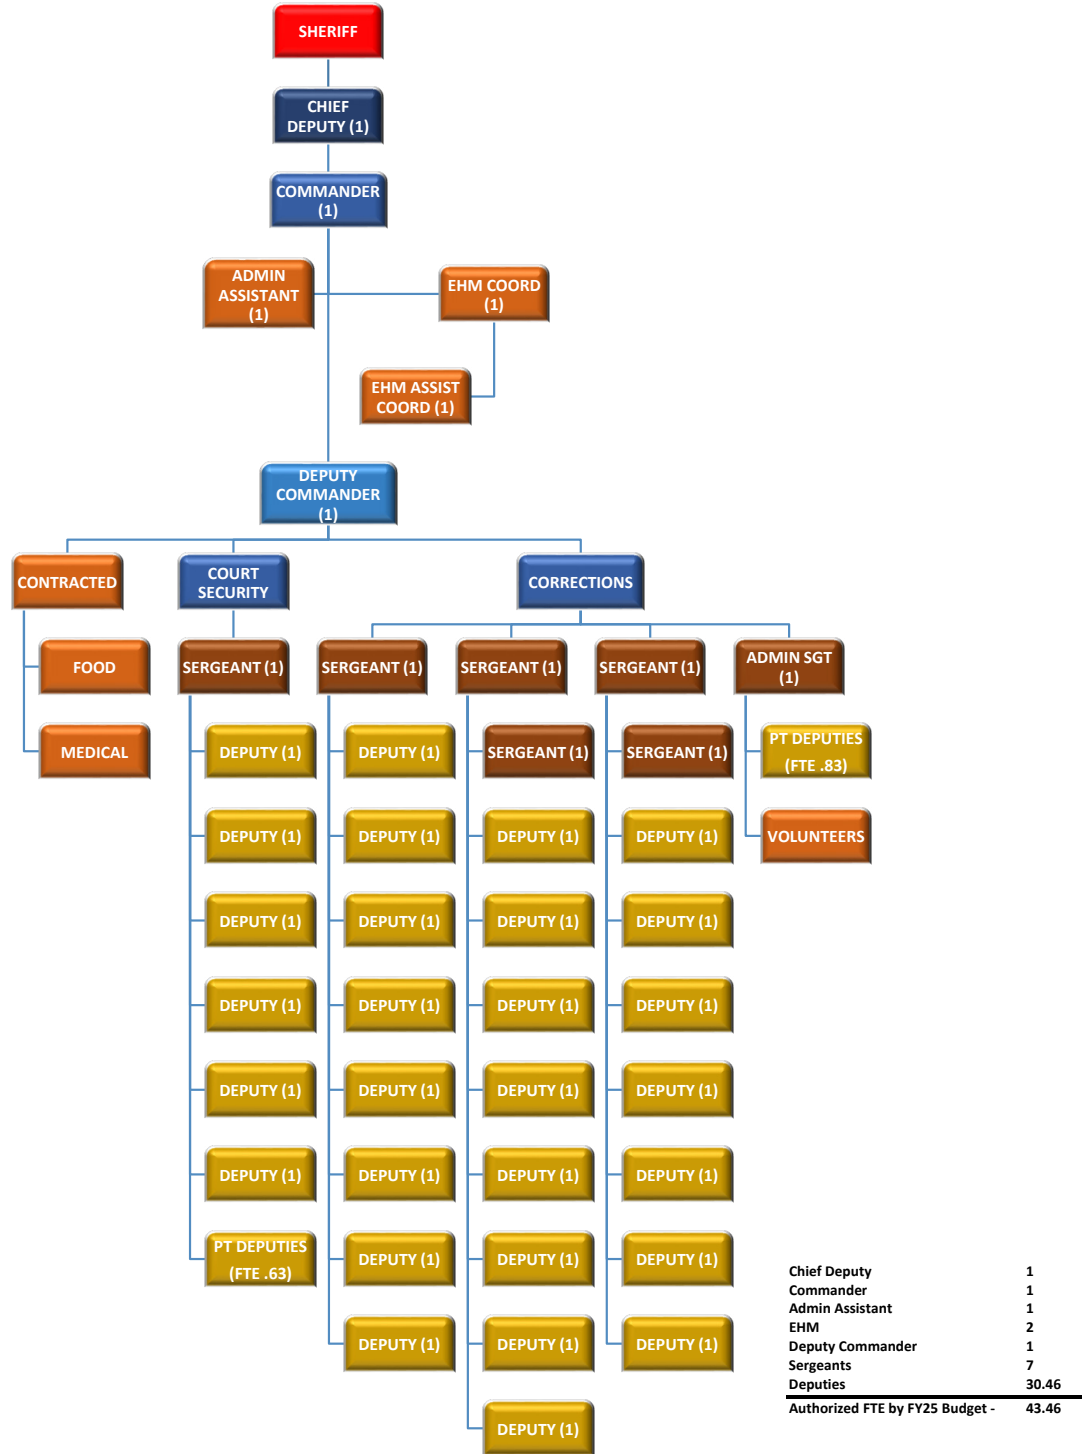 SHERIFF
CHIEF
DEPUTY (1)
COMMANDER
(1)
ADMIN
ASSISTANT
(1)
EHM COORD
(1)
EHM ASSIST
COORD (1)
DEPUTY
COMMANDER
(1)
CONTRACTED
COURT
SECURITY
CORRECTIONS
FOOD
MEDICAL
SERGEANT (1)
DEPUTY (1)
DEPUTY (1)
DEPUTY (1)
DEPUTY (1)
DEPUTY (1)
DEPUTY (1)
PT DEPUTIES
(FTE .63)
SERGEANT (1)
DEPUTY (1)
DEPUTY (1)
DEPUTY (1)
DEPUTY (1)
DEPUTY (1)
DEPUTY (1)
DEPUTY (1)
DEPUTY (1)
SERGEANT (1)
SERGEANT (1)
DEPUTY (1)
DEPUTY (1)
DEPUTY (1)
DEPUTY (1)
DEPUTY (1)
DEPUTY (1)
DEPUTY (1)
DEPUTY (1)
SERGEANT (1)
SERGEANT (1)
DEPUTY (1)
DEPUTY (1)
DEPUTY (1)
DEPUTY (1)
DEPUTY (1)
DEPUTY (1)
DEPUTY (1)
ADMIN SGT
(1)
PT DEPUTIES
(FTE .83)
VOLUNTEERS
Chief Deputy 1
Commander 1
Admin Assistant 1
EHM 2
Deputy Commander 1
Sergeants 7
Deputies 30.46
Authorized FTE by FY25 Budget - 43.46